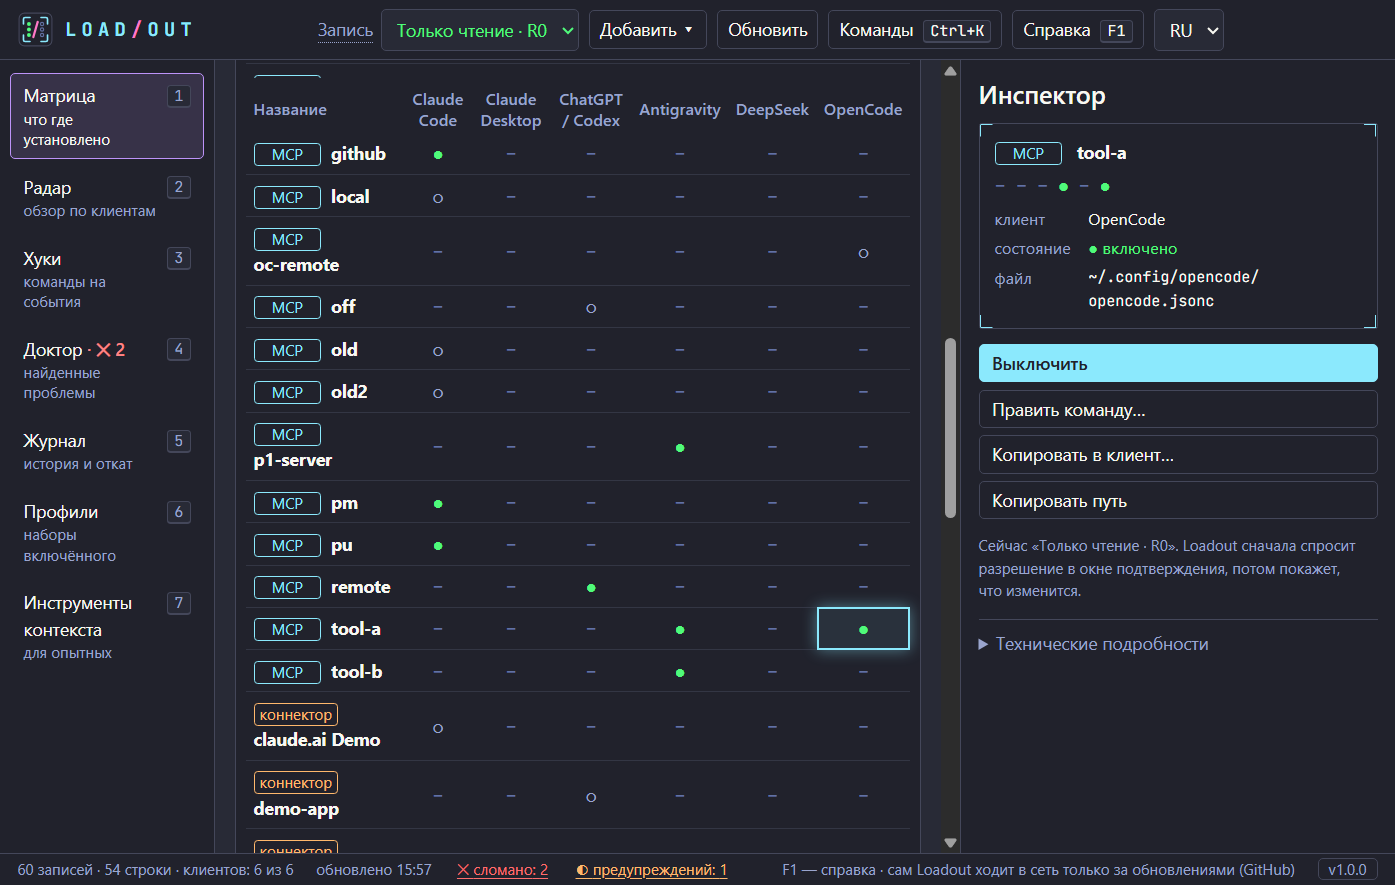 LOAD/OUT
Запись
Только чтение · R0
Добавить ▼
Обновить
Команды Ctrl+K
Справка F1
RU
Матрица 1
что где
установлено
Радар 2
обзор по клиентам
Хуки 3
команды на
события
Доктор · ✕ 2 4
найденные
проблемы
Журнал 5
история и откат
Профили 6
наборы
включённого
Инструменты 7
контекста
для опытных
Название
Claude
Code
Claude
Desktop
ChatGPT
/ Codex
Antigravity
DeepSeek
OpenCode
MCP github ● – – – – –
MCP local ○ – – – – –
MCP
oc-remote – – – – – ○
MCP off – – ○ – – –
MCP old ○ – – – – –
MCP old2 ○ – – – – –
MCP
p1-server – – – ● – –
MCP pm ● – – – – –
MCP pu ● – – – – –
MCP remote – – ● – – –
MCP tool-a – – – ● – ●
MCP tool-b – – – ● – –
коннектор
claude.ai Demo ○ – – – – –
коннектор
demo-app – – ○ – – –
коннектор
Инспектор
MCP tool-a
– – – ● – ●
клиент OpenCode
состояние ● включено
файл ~/.config/opencode/
opencode.jsonc
Выключить
Править команду...
Копировать в клиент...
Копировать путь
Сейчас «Только чтение · R0». Loadout сначала спросит
разрешение в окне подтверждения, потом покажет,
что изменится.
▶ Технические подробности
60 записей · 54 строки · клиентов: 6 из 6
обновлено 15:57
✕ сломано: 2
◐ предупреждений: 1
F1 — справка · сам Loadout ходит в сеть только за обновлениями (GitHub)
v1.0.0